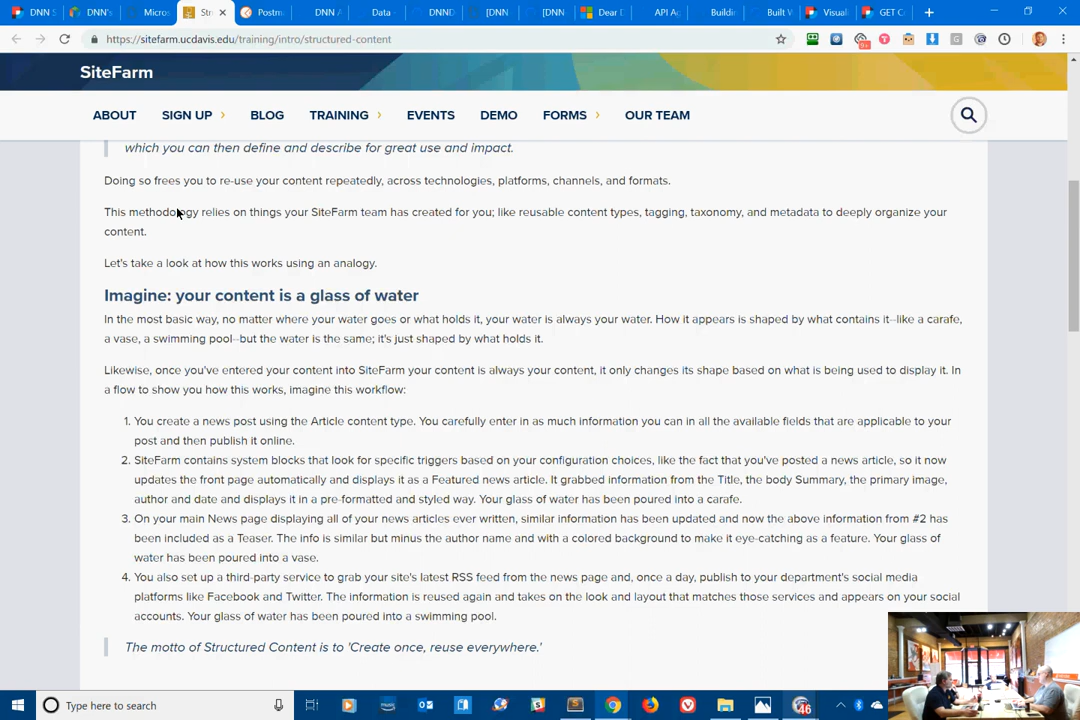 DNN S
DNN's
Micros
Str
Postm
DNN A
Data -
DNND
[DNN
[DNN
Dear D
API Ag
Buildin
Built W
Visuali
GET C
https://sitefarm.ucdavis.edu/training/intro/structured-content
SiteFarm
ABOUT SIGN UP BLOG TRAINING EVENTS DEMO FORMS OUR TEAM
which you can then define and describe for great use and impact.
Doing so frees you to re-use your content repeatedly, across technologies, platforms, channels, and formats.
This methodology relies on things your SiteFarm team has created for you; like reusable content types, tagging, taxonomy, and metadata to deeply organize your
content.
Let's take a look at how this works using an analogy.
Imagine: your content is a glass of water
In the most basic way, no matter where your water goes or what holds it, your water is always your water. How it appears is shaped by what contains it--like a carafe,
a vase, a swimming pool--but the water is the same; it's just shaped by what holds it.
Likewise, once you've entered your content into SiteFarm your content is always your content, it only changes its shape based on what is being used to display it. In
a flow to show you how this works, imagine this workflow:
1. You create a news post using the Article content type. You carefully enter in as much information you can in all the available fields that are applicable to your
post and then publish it online.
2. SiteFarm contains system blocks that look for specific triggers based on your configuration choices, like the fact that you've posted a news article, so it now
updates the front page automatically and displays it as a Featured news article. It grabbed information from the Title, the body Summary, the primary image,
author and date and displays it in a pre-formatted and styled way. Your glass of water has been poured into a carafe.
3. On your main News page displaying all of your news articles ever written, similar information has been updated and now the above information from #2 has
been included as a Teaser. The info is similar but minus the author name and with a colored background to make it eye-catching as a feature. Your glass of
water has been poured into a vase.
4. You also set up a third-party service to grab your site's latest RSS feed from the news page and, once a day, publish to your department's social media
platforms like Facebook and Twitter. The information is reused again and takes on the look and layout that matches those services and appears on your social
accounts. Your glass of water has been poured into a swimming pool.
The motto of Structured Content is to 'Create once, reuse everywhere.'
Type here to search
46